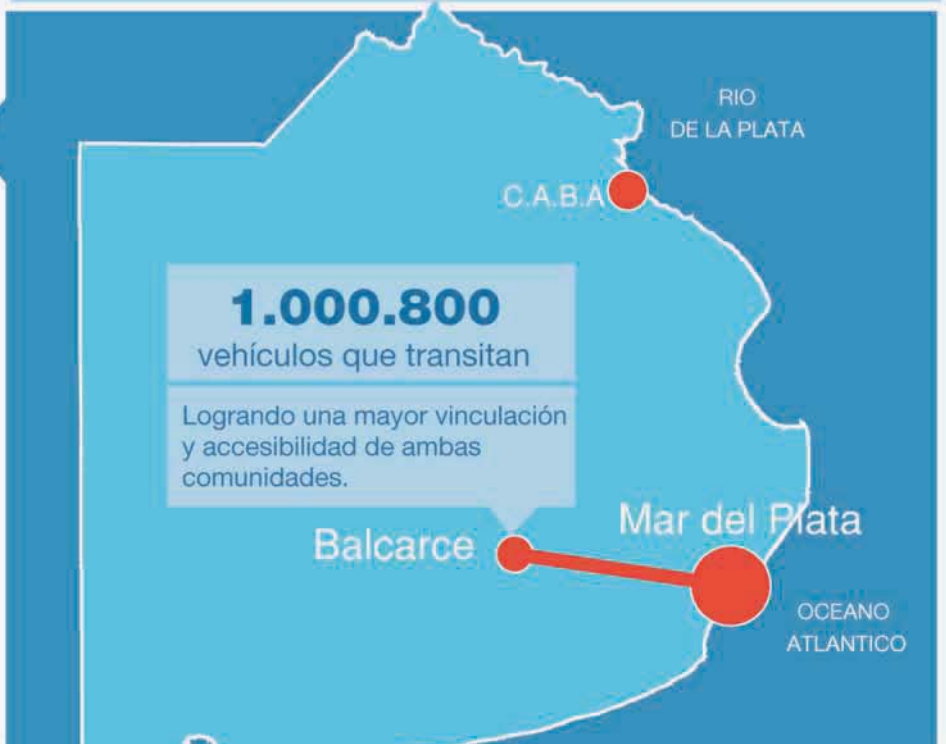 RIO
DE LA PLATA
C.A.B.A
1.000.800
vehículos que transitan
Logrando una mayor vinculación
y accesibilidad de ambas
comunidades.
Balcarce
Mar del Plata
OCEANO
ATLANTICO